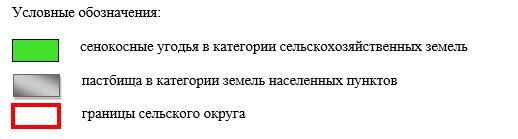 Условные обозначения:
сенокосные угодья в категории сельскохозяйственных земель
пастбища в категории земель населенных пунктов
границы сельского округа